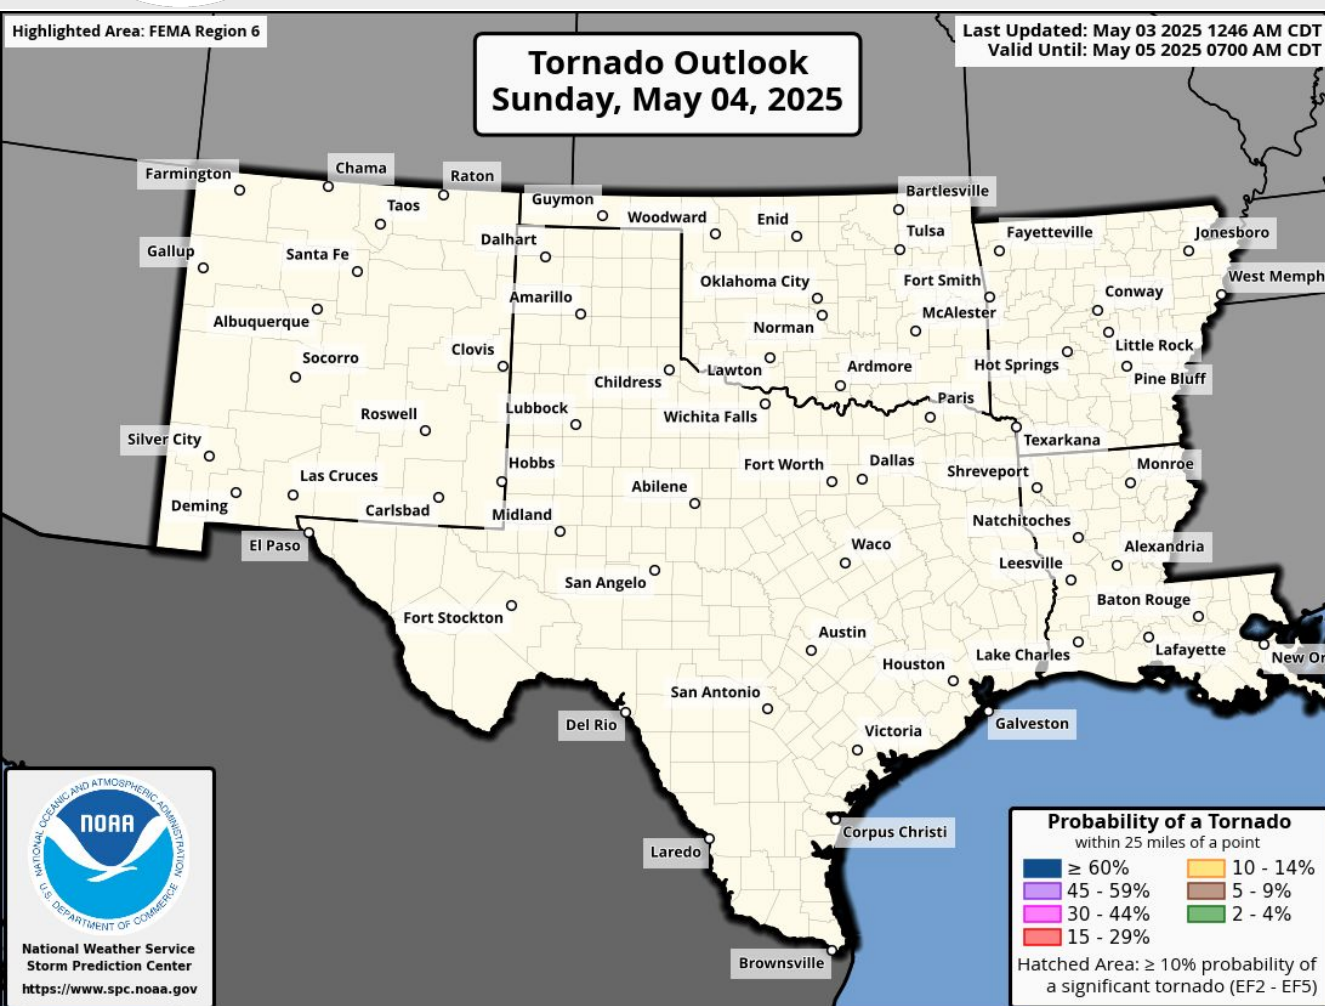 Highlighted Area: FEMA Region 6
Last Updated: May 03 2025 1246 AM CDT
Valid Until: May 05 2025 0700 AM CDT
Tornado Outlook
Sunday, May 04, 2025
Farmington
Chama
Raton
Taos
Guymon
Woodward
Enid
Bartlesville
Tulsa
Fayetteville
Jonesboro
Gallup
Santa Fe
Dalhart
Oklahoma City
Fort Smith
West Memph
Amarillo
Conway
Albuquerque
Norman
McAlester
Little Rock
Socorro
Clovis
Childress
Lawton
Ardmore
Hot Springs
Pine Bluff
Roswell
Lubbock
Wichita Falls
Paris
Texarkana
Silver City
Las Cruces
Hobbs
Fort Worth
Dallas
Shreveport
Monroe
Deming
Carlsbad
Midland
Abilene
Natchitoches
El Paso
Waco
Alexandria
San Angelo
Leesville
Fort Stockton
Baton Rouge
Austin
Houston
Lake Charles
Lafayette
New Or
San Antonio
Del Rio
Galveston
Victoria
Corpus Christi
Laredo
Brownsville
NATIONAL OCEANIC AND ATMOSPHERIC ADMINISTRATION
NOAA
U.S. DEPARTMENT OF COMMERCE
National Weather Service
Storm Prediction Center
https://www.spc.noaa.gov
Probability of a Tornado
within 25 miles of a point
≥ 60% 10 - 14%
45 - 59% 5 - 9%
30 - 44% 2 - 4%
15 - 29%
Hatched Area: ≥ 10% probability of
a significant tornado (EF2 - EF5)